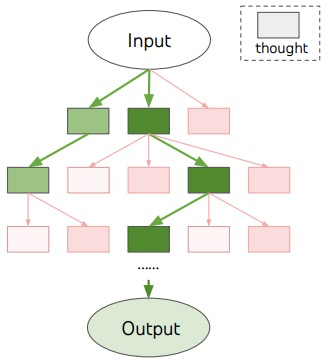 Input
thought
......
Output